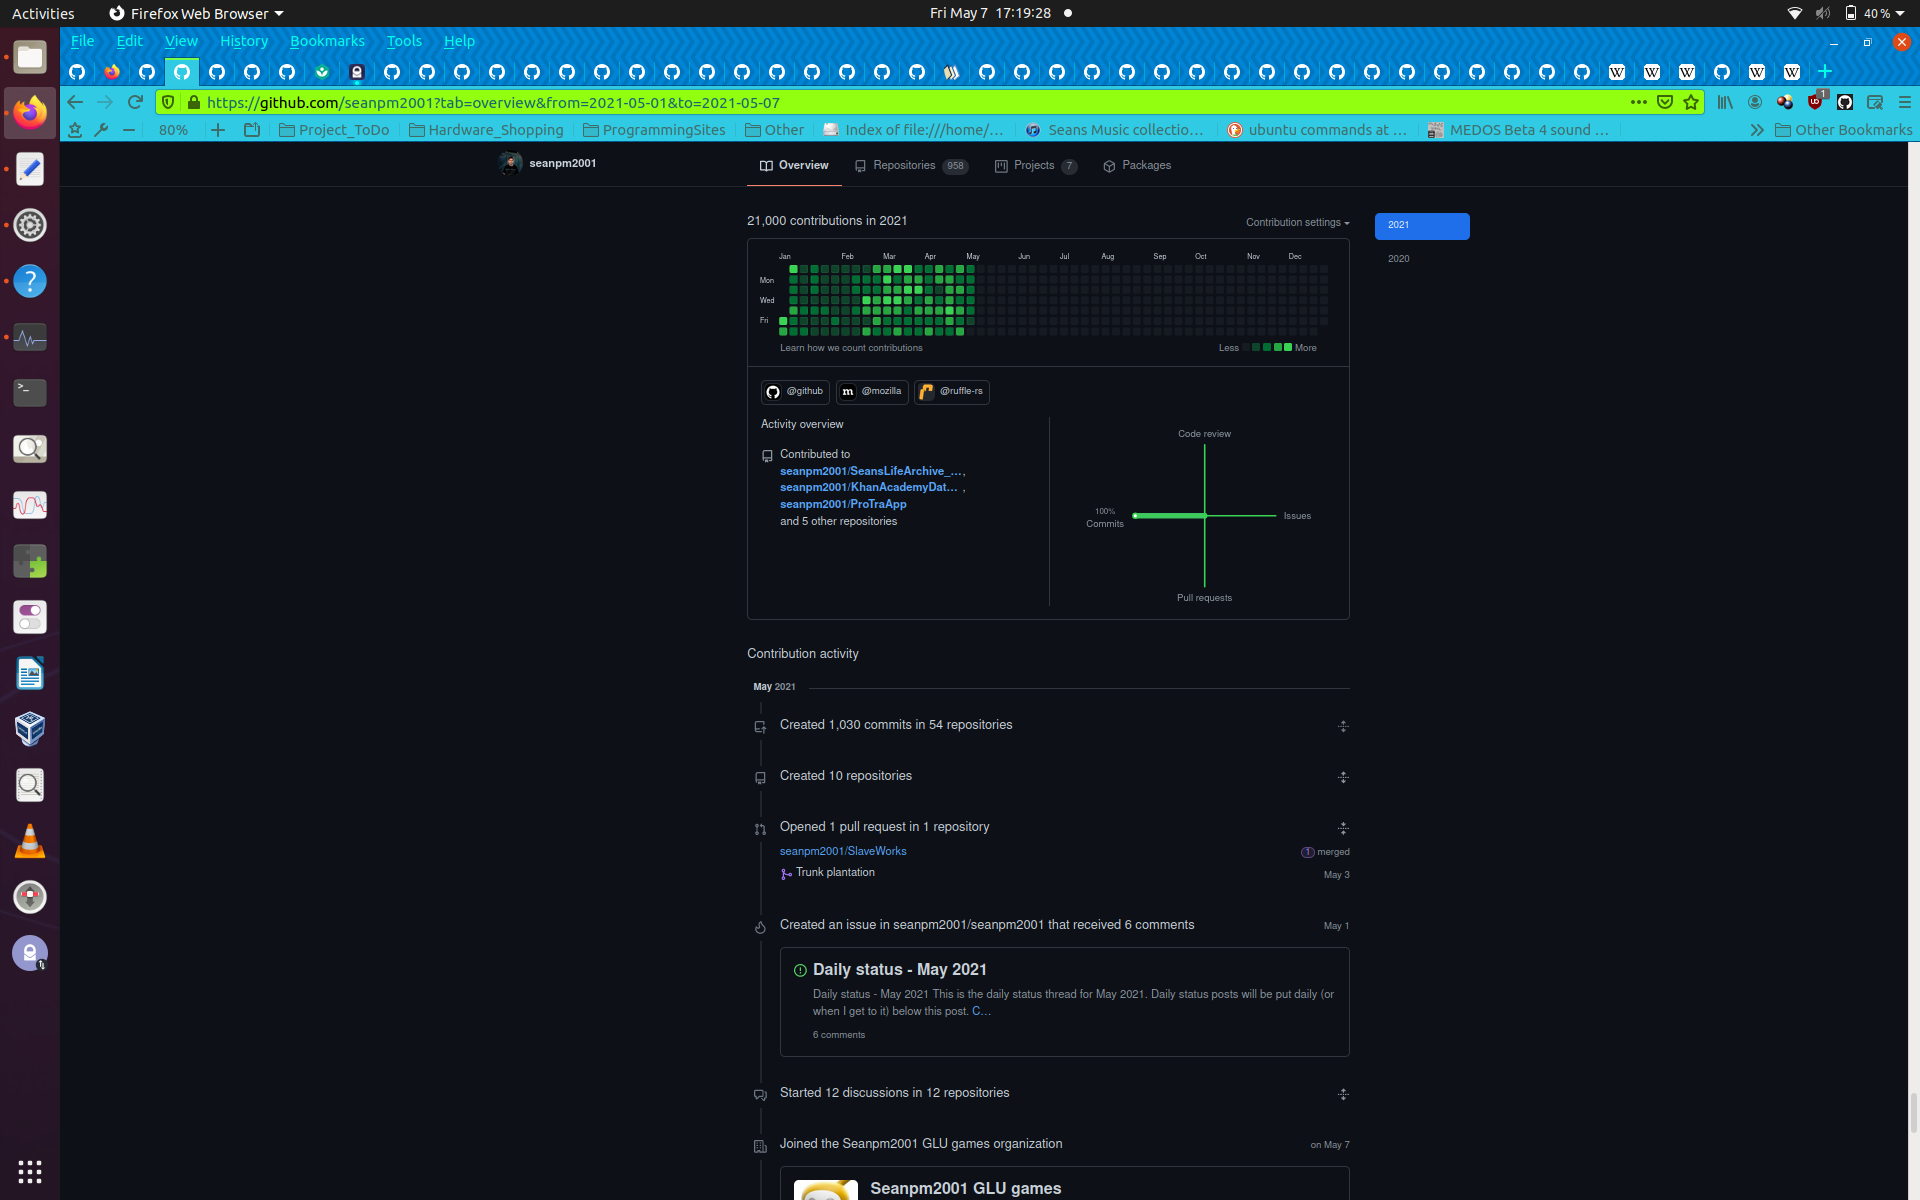 Activities
Firefox Web Browser
Fri May 7 17:19:28
40 %
File Edit View History Bookmarks Tools Help
https://github.com/seanpm2001?tab=overview&from=2021-05-01&to=2021-05-07
1
80%
Project_ToDo
Hardware_Shopping
ProgrammingSites
Other
Index of file:///home/…
Seans Music collectio…
ubuntu commands at …
MEDOS Beta 4 sound …
Other Bookmarks
seanpm2001
Overview
Repositories 958
Projects 7
Packages
21,000 contributions in 2021
Contribution settings
2021
2020
Jan Feb Mar Apr May Jun Jul Aug Sep Oct Nov Dec
Mon
Wed
Fri
Learn how we count contributions
Less More
@github
m @mozilla
@ruffle-rs
Activity overview
Contributed to
seanpm2001/SeansLifeArchive_…,
seanpm2001/KhanAcademyDat… ,
seanpm2001/ProTraApp
and 5 other repositories
Code review
100%
Commits
Issues
Pull requests
Contribution activity
May 2021
Created 1,030 commits in 54 repositories
Created 10 repositories
Opened 1 pull request in 1 repository
seanpm2001/SlaveWorks
1 merged
Trunk plantation
May 3
Created an issue in seanpm2001/seanpm2001 that received 6 comments
May 1
Daily status - May 2021
Daily status - May 2021 This is the daily status thread for May 2021. Daily status posts will be put daily (or
when I get to it) below this post. C…
6 comments
Started 12 discussions in 12 repositories
Joined the Seanpm2001 GLU games organization
on May 7
Seanpm2001 GLU games